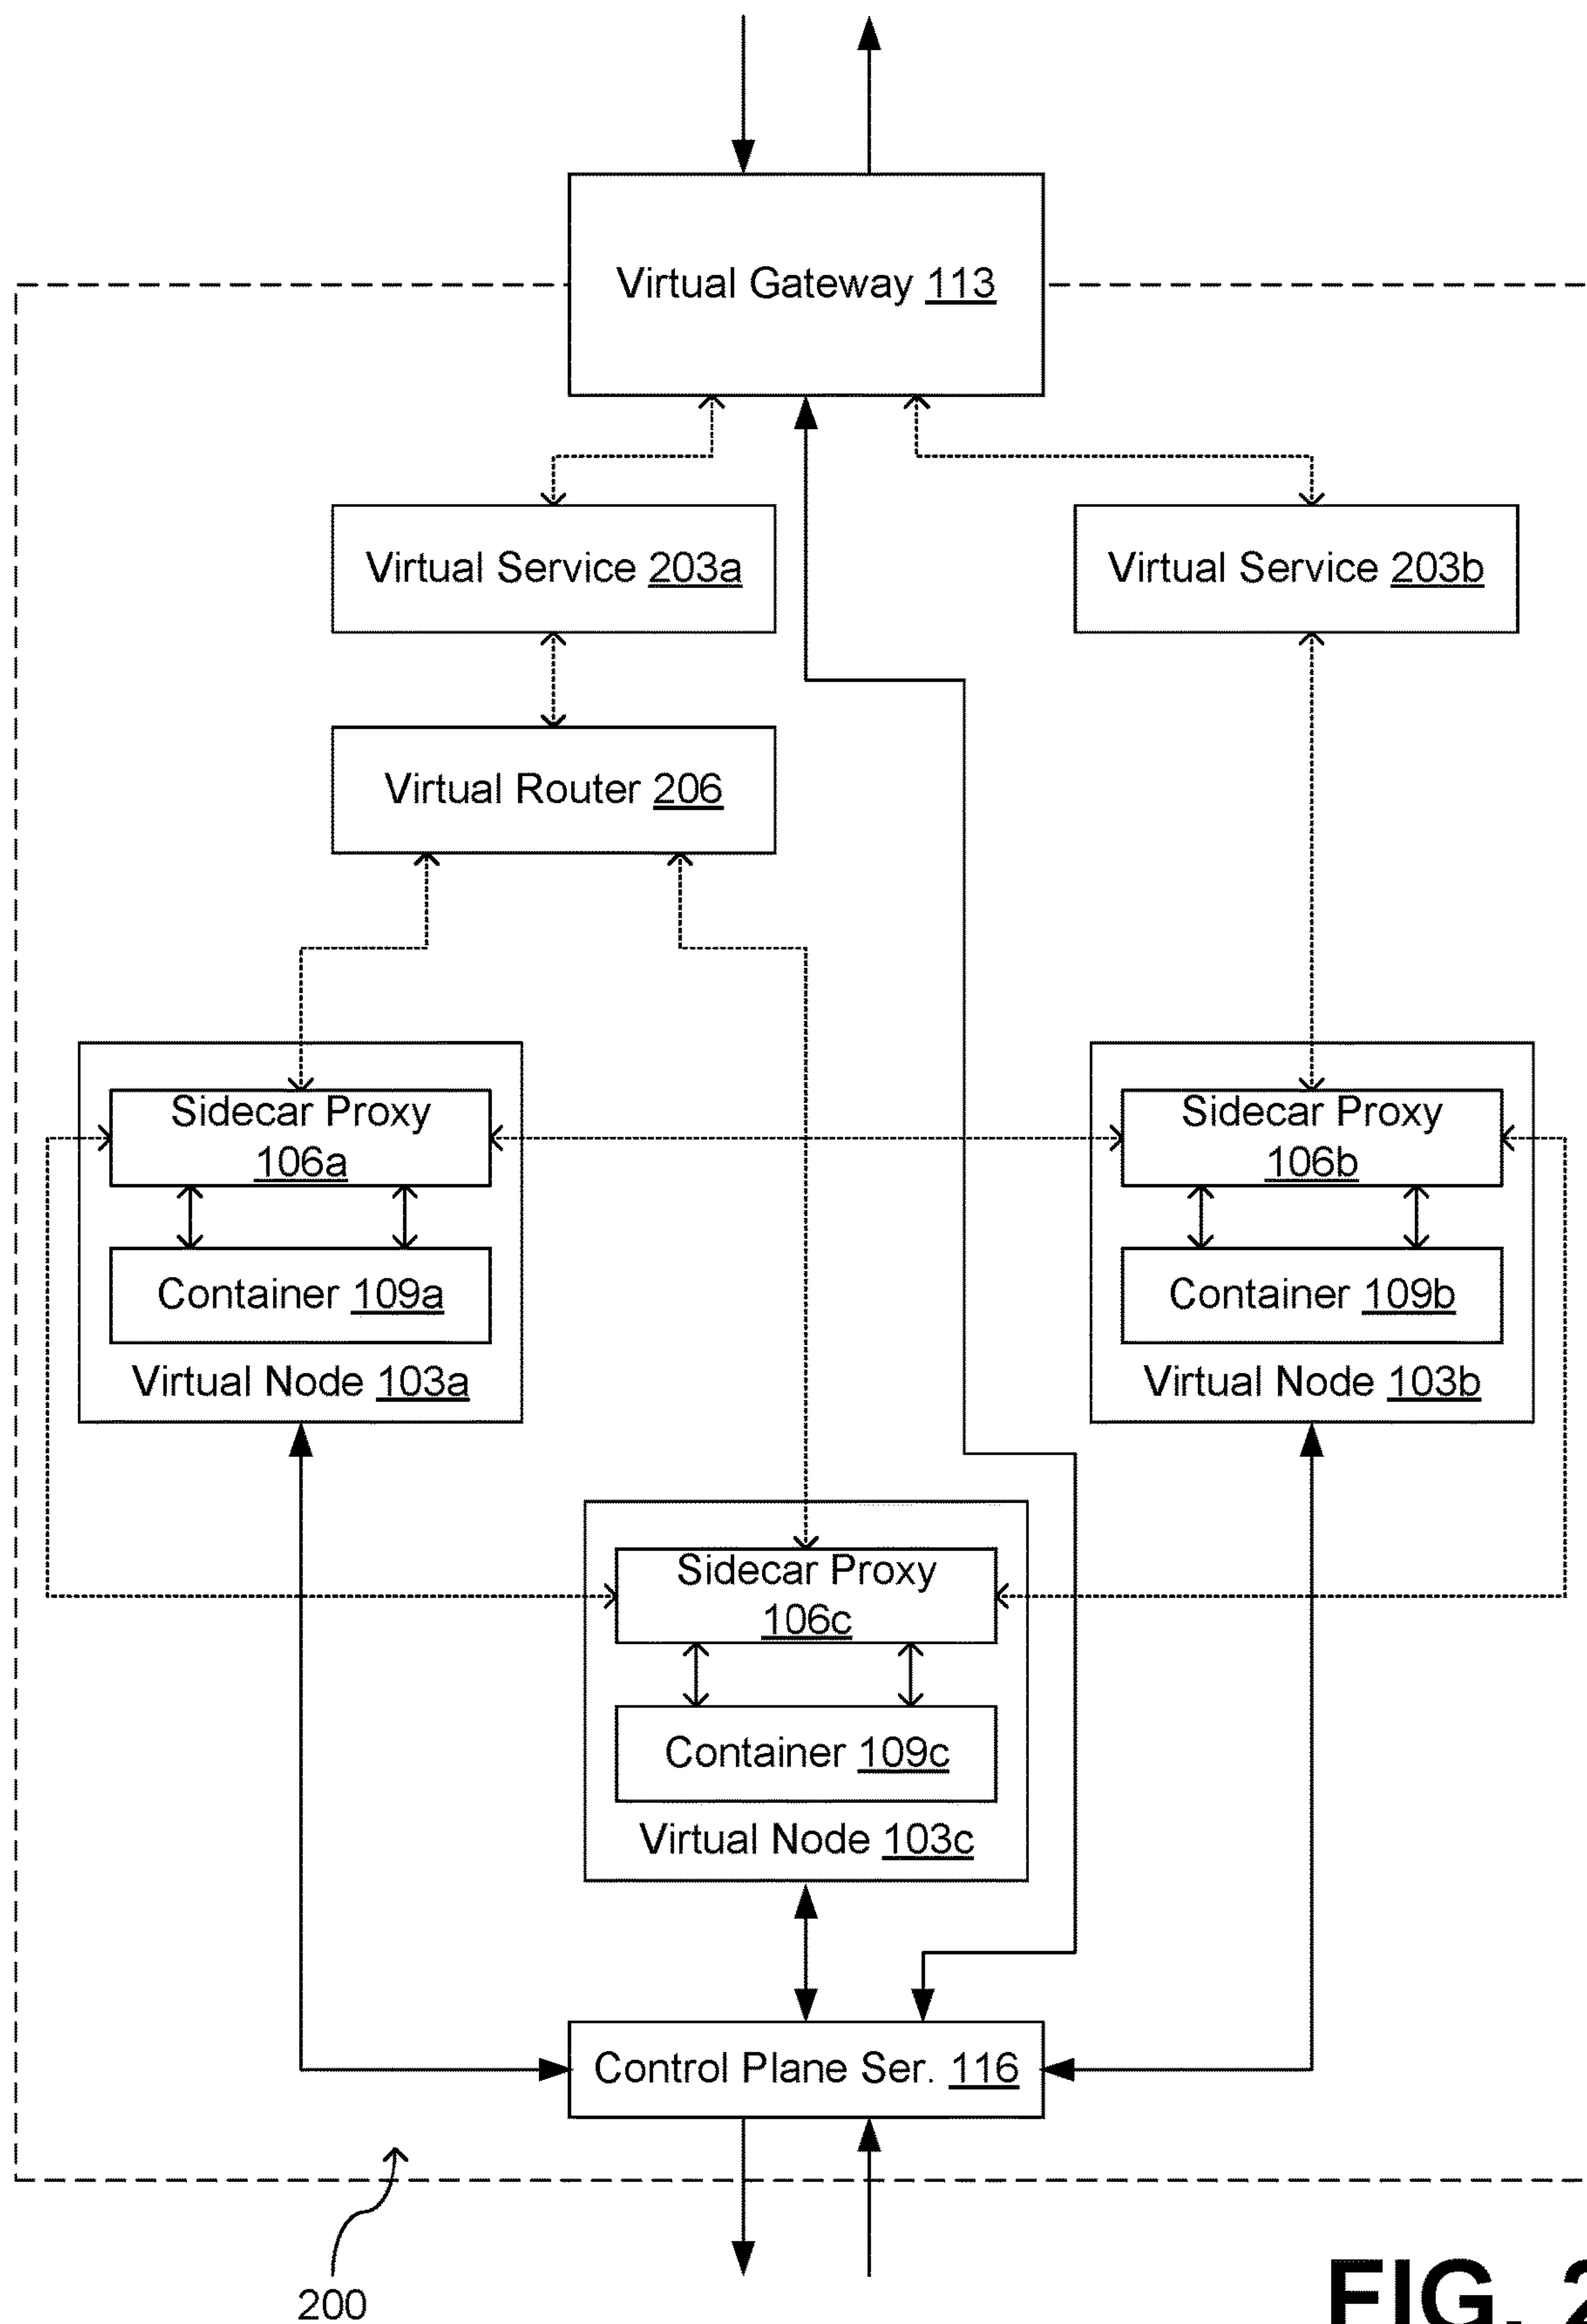 Virtual Gateway 113
Virtual Service 203a
Virtual Service 203b
Virtual Router 206
Sidecar Proxy
106a
Sidecar Proxy
106b
Container 109a
Container 109b
Virtual Node 103a
Virtual Node 103b
Sidecar Proxy
106c
Container 109c
Virtual Node 103c
Control Plane Ser. 116
200
FIG. 2